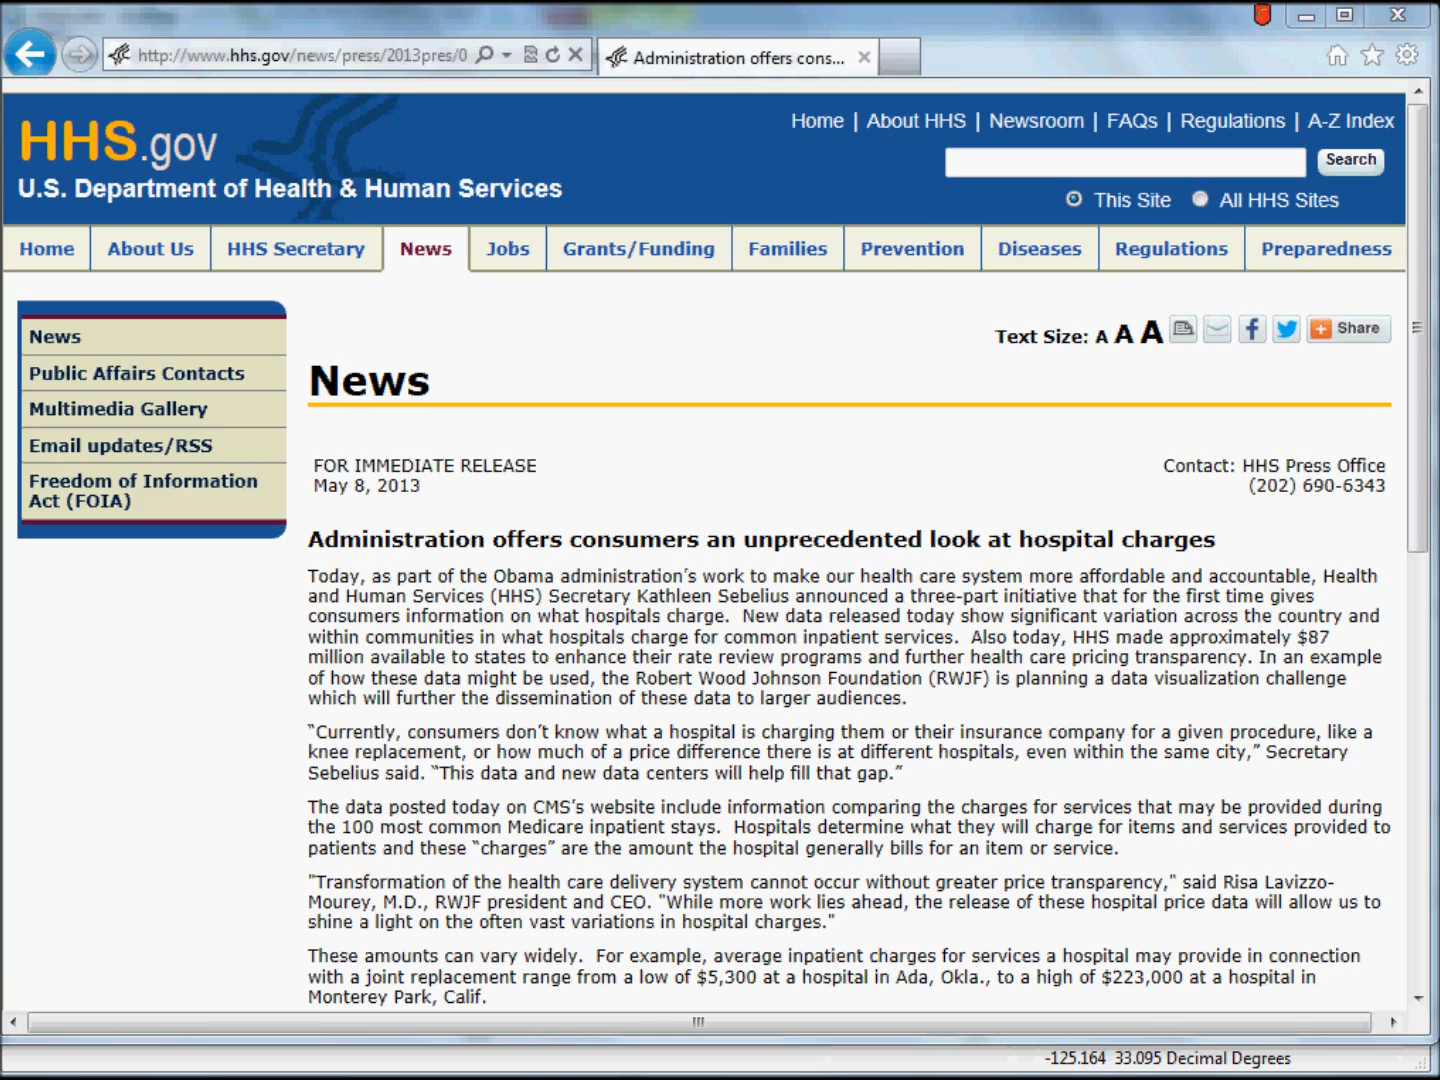 http://www.hhs.gov/news/press/2013pres/0
Administration offers cons...
HHS.gov
U.S. Department of Health & Human Services
Home | About HHS | Newsroom | FAQs | Regulations | A-Z Index
Search
This Site All HHS Sites
Home About Us HHS Secretary News Jobs Grants/Funding Families Prevention Diseases Regulations Preparedness
News
Public Affairs Contacts
Multimedia Gallery
Email updates/RSS
Freedom of Information
Act (FOIA)
Text Size: A A A Share
News
FOR IMMEDIATE RELEASE
May 8, 2013
Contact: HHS Press Office
(202) 690-6343
Administration offers consumers an unprecedented look at hospital charges
Today, as part of the Obama administration's work to make our health care system more affordable and accountable, Health
and Human Services (HHS) Secretary Kathleen Sebelius announced a three-part initiative that for the first time gives
consumers information on what hospitals charge.  New data released today show significant variation across the country and
within communities in what hospitals charge for common inpatient services.  Also today, HHS made approximately $87
million available to states to enhance their rate review programs and further health care pricing transparency. In an example
of how these data might be used, the Robert Wood Johnson Foundation (RWJF) is planning a data visualization challenge
which will further the dissemination of these data to larger audiences.
“Currently, consumers don’t know what a hospital is charging them or their insurance company for a given procedure, like a
knee replacement, or how much of a price difference there is at different hospitals, even within the same city,” Secretary
Sebelius said. “This data and new data centers will help fill that gap.”
The data posted today on CMS’s website include information comparing the charges for services that may be provided during
the 100 most common Medicare inpatient stays.  Hospitals determine what they will charge for items and services provided to
patients and these “charges” are the amount the hospital generally bills for an item or service.
"Transformation of the health care delivery system cannot occur without greater price transparency," said Risa Lavizzo-
Mourey, M.D., RWJF president and CEO. "While more work lies ahead, the release of these hospital price data will allow us to
shine a light on the often vast variations in hospital charges."
These amounts can vary widely.  For example, average inpatient charges for services a hospital may provide in connection
with a joint replacement range from a low of $5,300 at a hospital in Ada, Okla., to a high of $223,000 at a hospital in
Monterey Park, Calif.
-125.164 33.095 Decimal Degrees